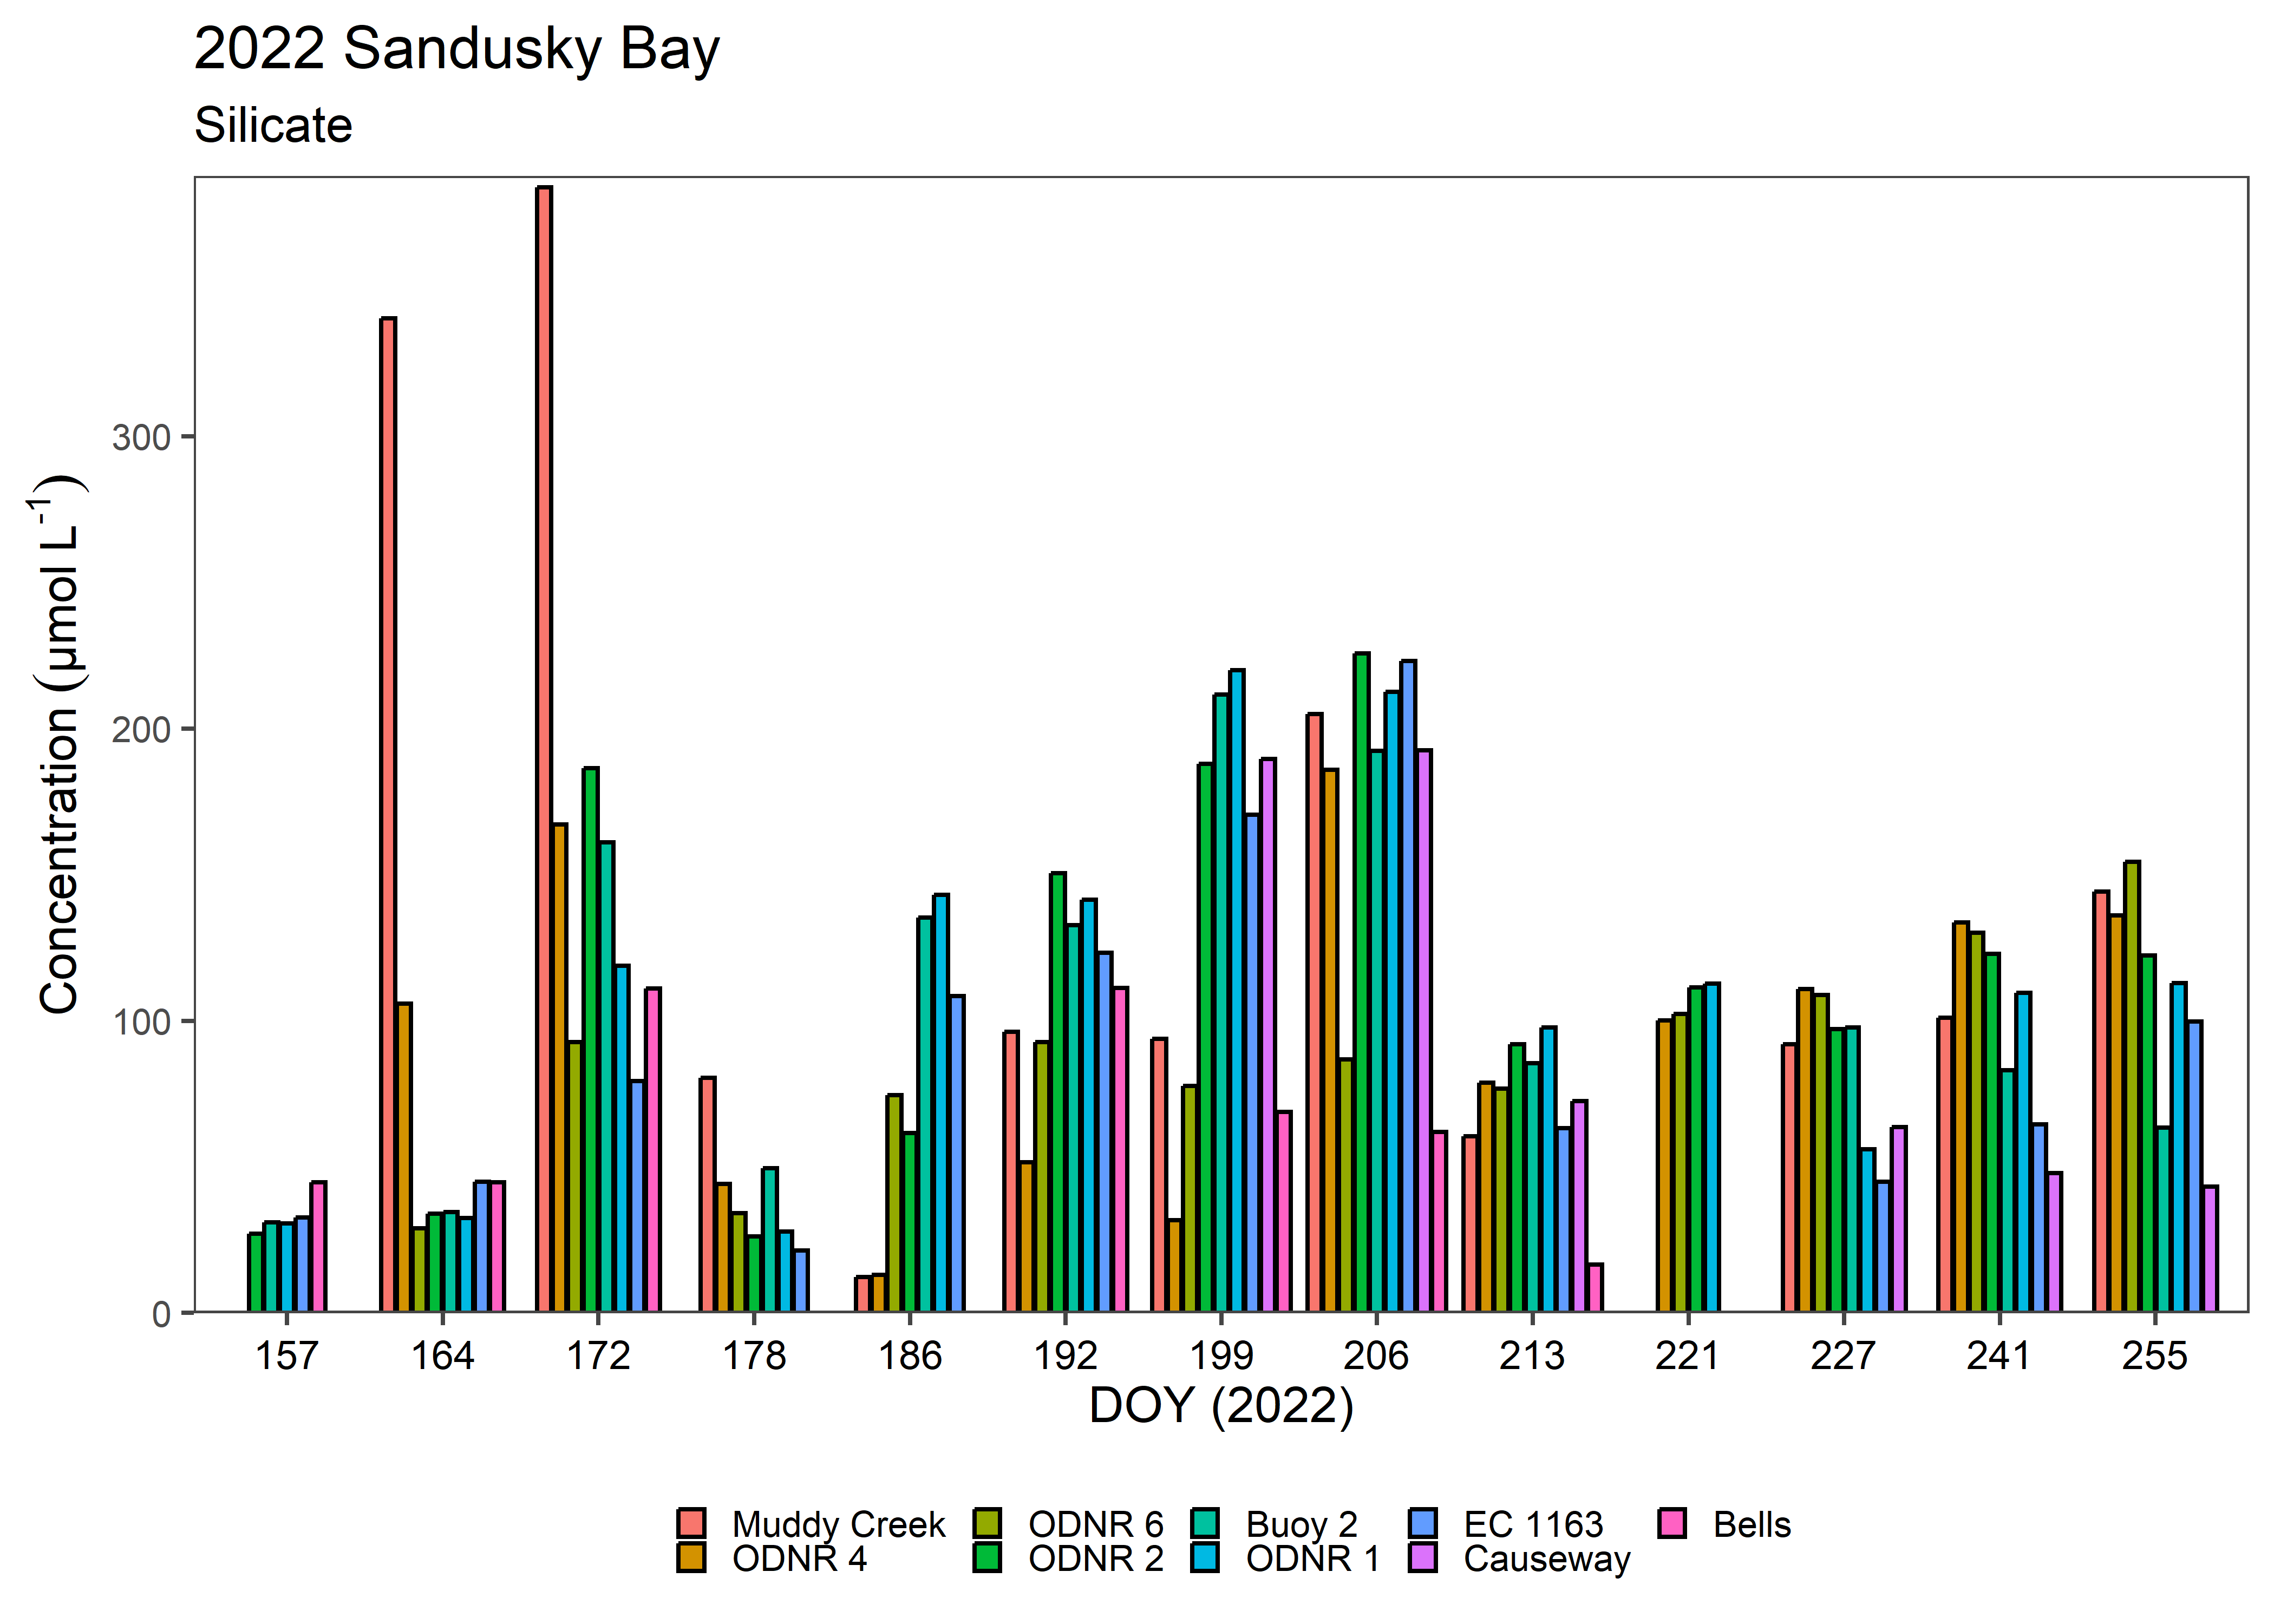 2022 Sandusky Bay
Silicate
Concentration (µmol L⁻¹)
300
200
100
0
157 164 172 178 186 192 199 206 213 221 227 241 255
DOY (2022)
Muddy Creek ODNR 6 Buoy 2 EC 1163 Bells
ODNR 4 ODNR 2 ODNR 1 Causeway